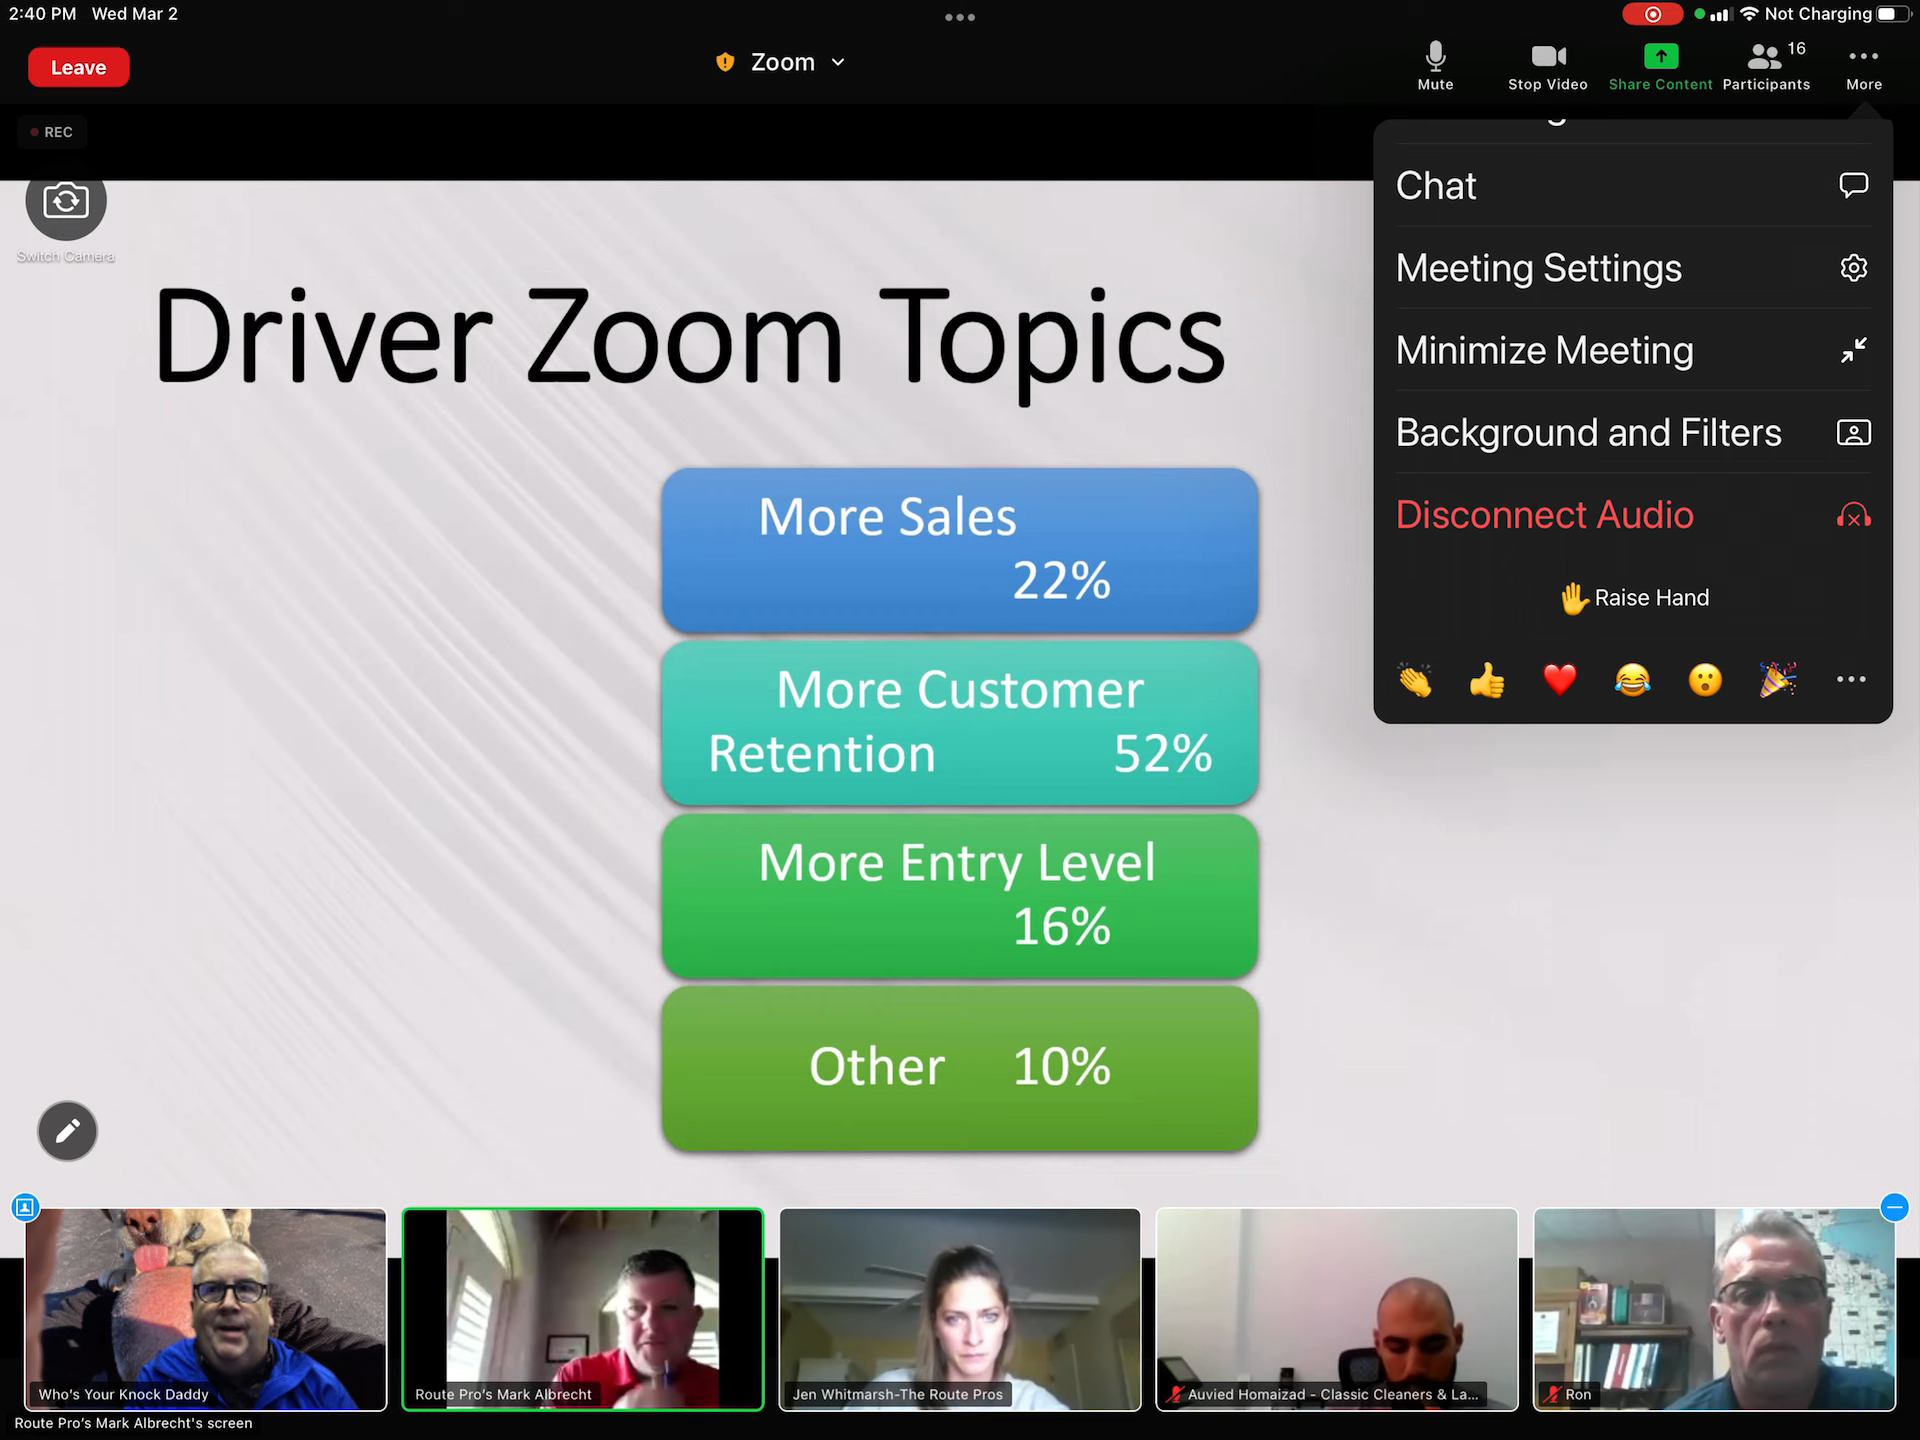 2:40 PM Wed Mar 2
Not Charging
Leave
Zoom
Mute
Stop Video
Share Content
Participants
16
More
REC
Switch Camera
Chat
Meeting Settings
Minimize Meeting
Background and Filters
Disconnect Audio
Raise Hand
Driver Zoom Topics
More Sales
22%
More Customer
Retention 52%
More Entry Level
16%
Other 10%
Who's Your Knock Daddy
Route Pro's Mark Albrecht
Jen Whitmarsh-The Route Pros
Auvied Homaizad - Classic Cleaners & La...
Ron
Route Pro's Mark Albrecht's screen